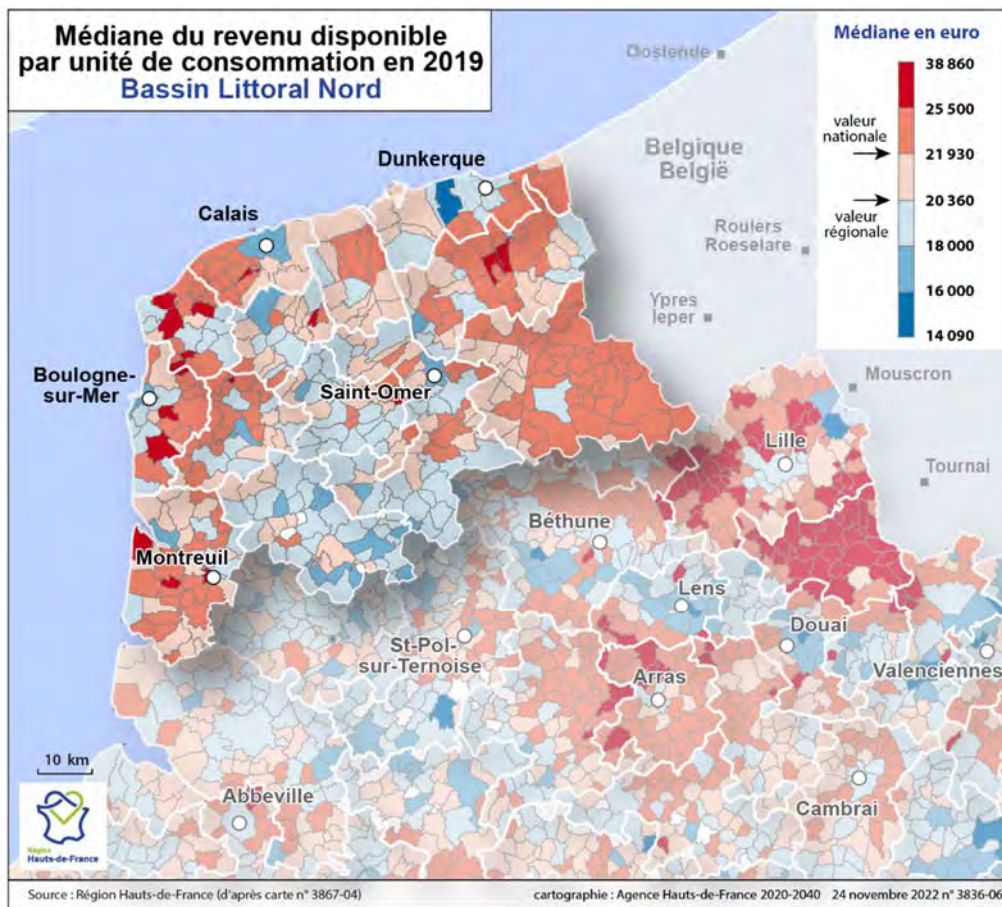 Médiane du revenu disponible
par unité de consommation en 2019
Bassin Littoral Nord
Médiane en euro
38 860
25 500
valeur
nationale
21 930
20 360
valeur
régionale
18 000
16 000
14 090
Oostende
Dunkerque
Belgique
België
Calais
Roulers
Roeselare
Ypres
Ieper
Boulogne-
sur-Mer
Saint-Omer
Mouscron
Lille
Tournai
Béthune
Montreuil
Lens
Douai
St-Pol-
sur-Ternoise
Valenciennes
Arras
10 km
Abbeville
Cambrai
Région
Hauts-de-France
Source : Région Hauts-de-France (d'après carte n° 3867-04)
cartographie : Agence Hauts-de-France 2020-2040 24 novembre 2022 n° 3836-06